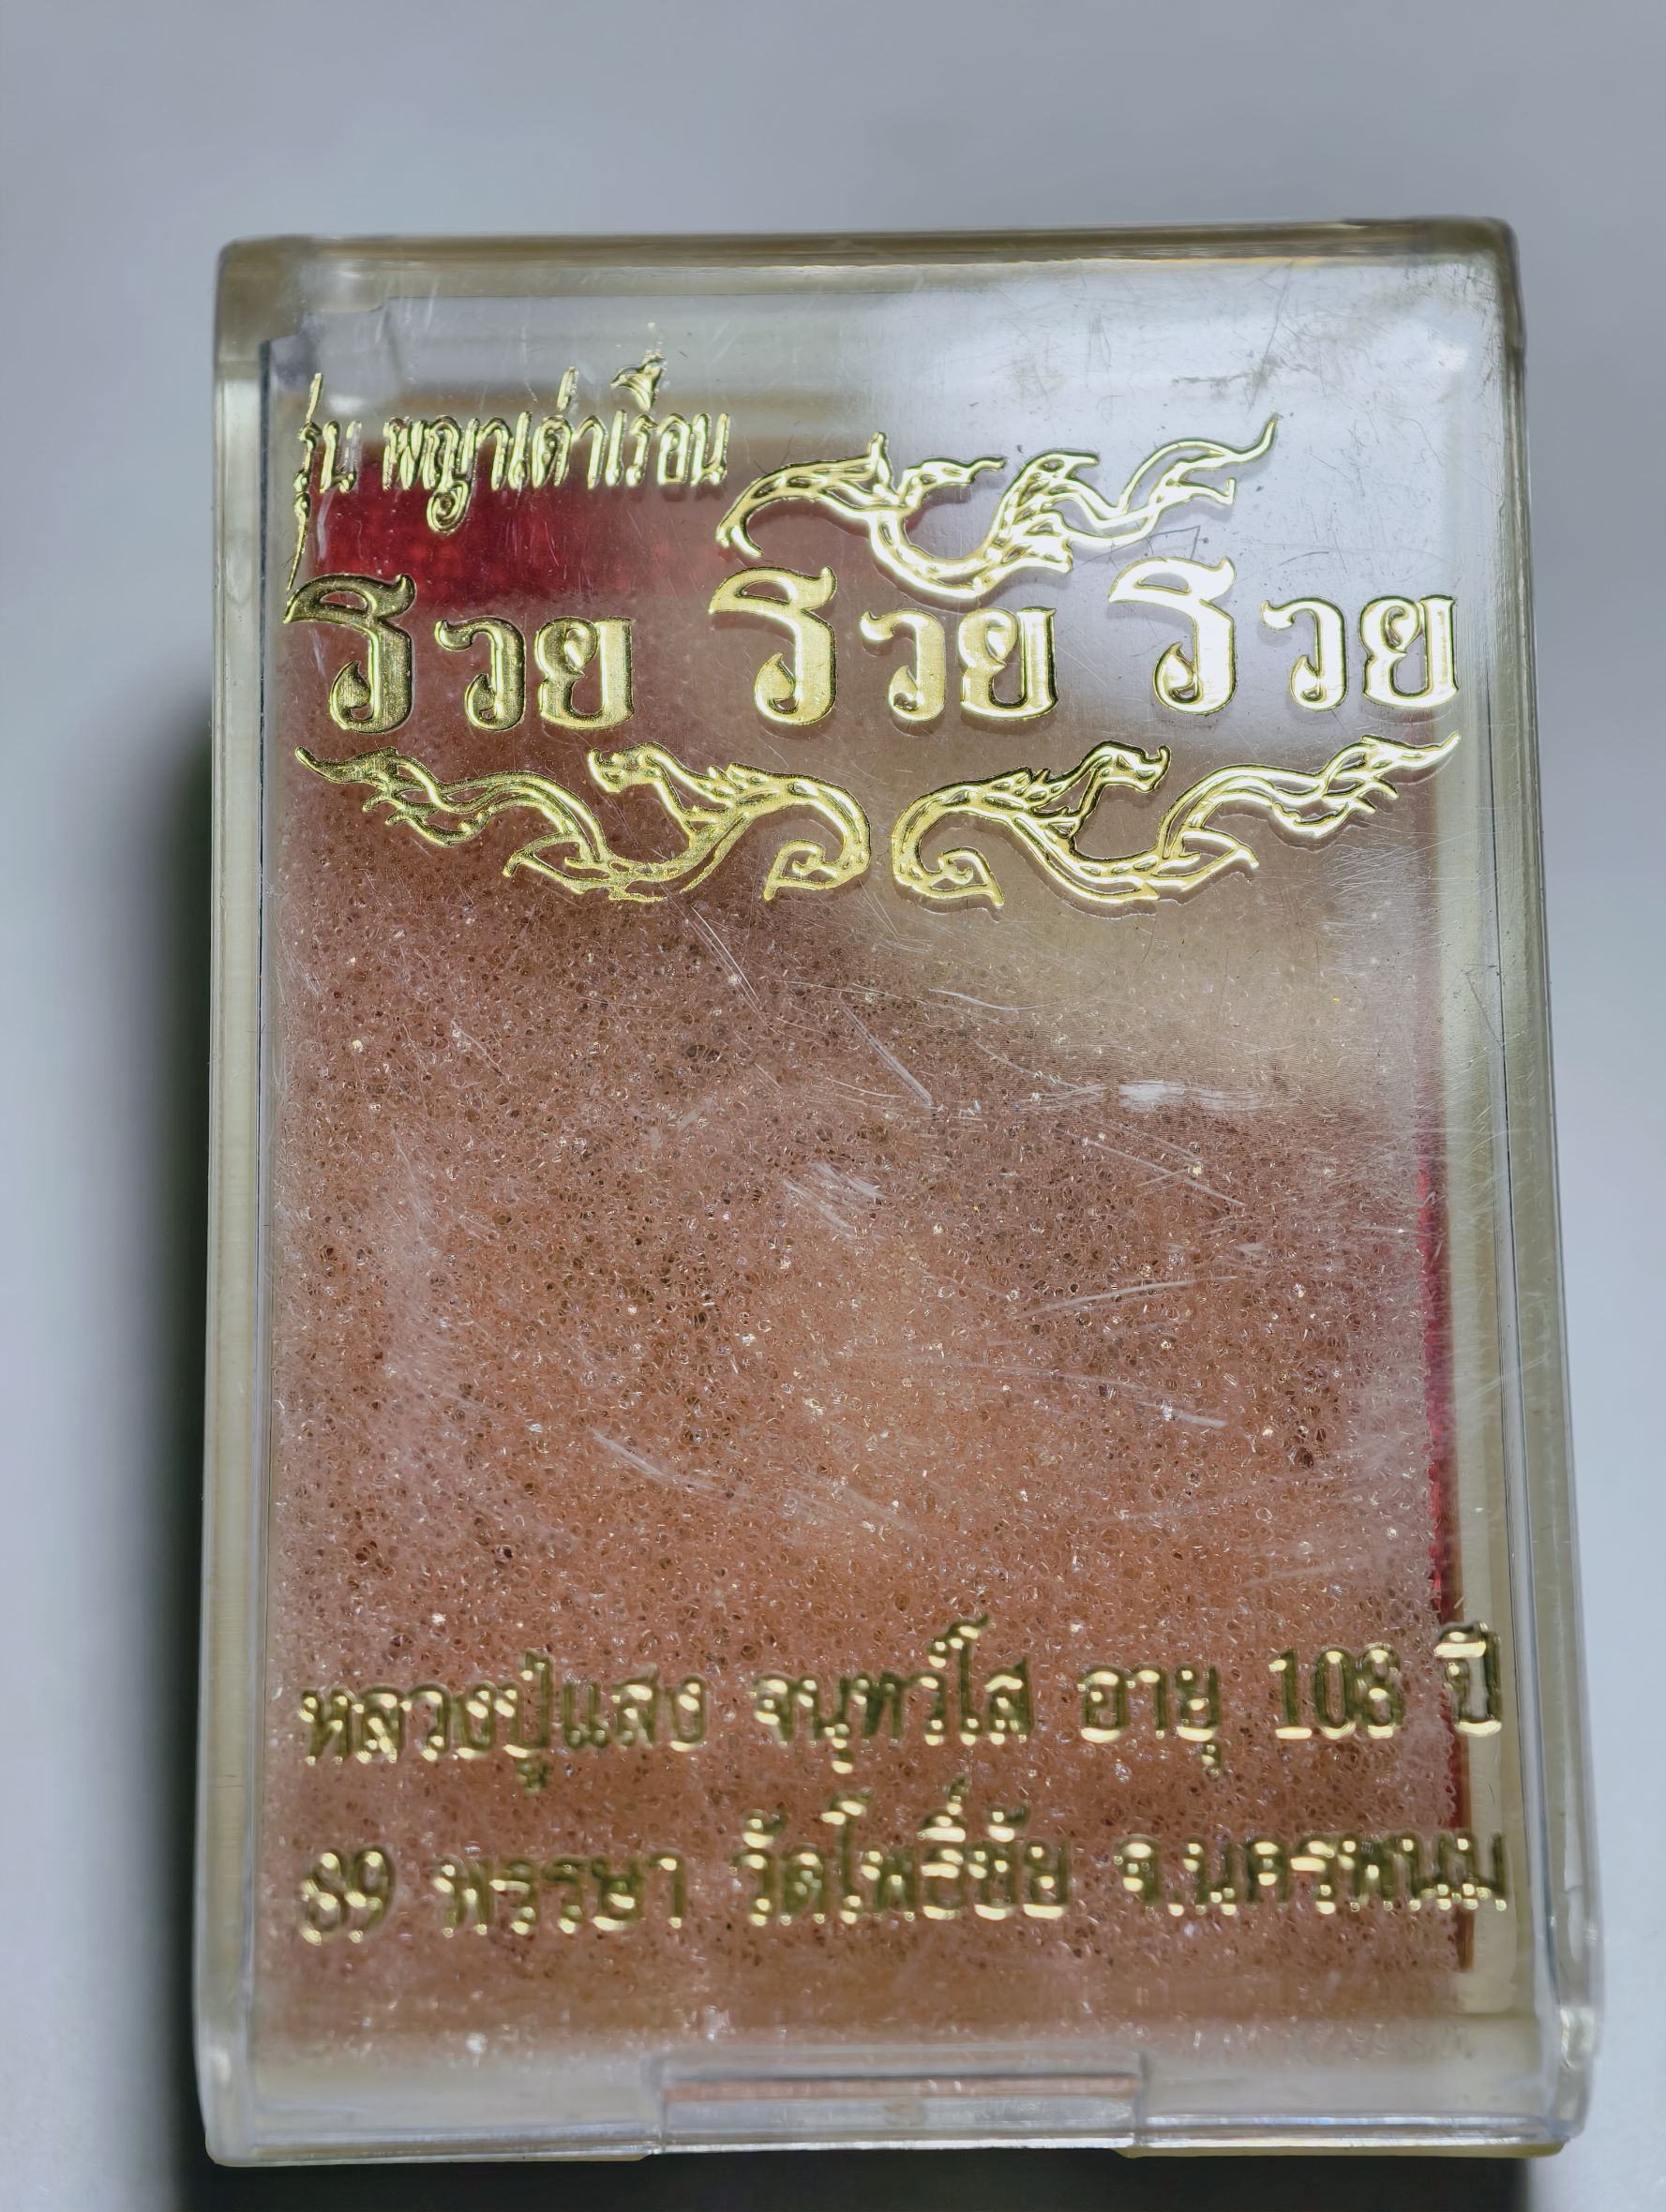 รุ่น พญาเต่าเรือน
รวย รวย รวย
หลวงปู่แสง จนฺทวํโส อายุ 108 ปี
89 พรรษา วัดโพธิ์ชัย จ.นครพนม